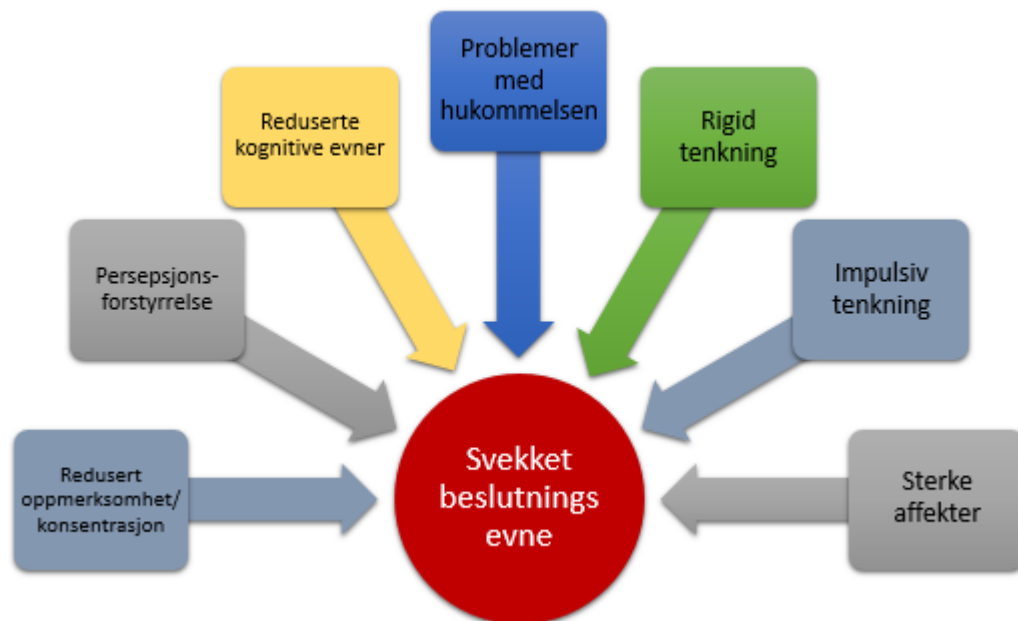 Problemer
med
hukommelsen
Reduserte
kognitive evner
Rigid
tenkning
Persepsjons-
forstyrrelse
Impulsiv
tenkning
Redusert
oppmerksomhet/
konsentrasjon
Svekket
beslutnings
evne
Sterke
affekter